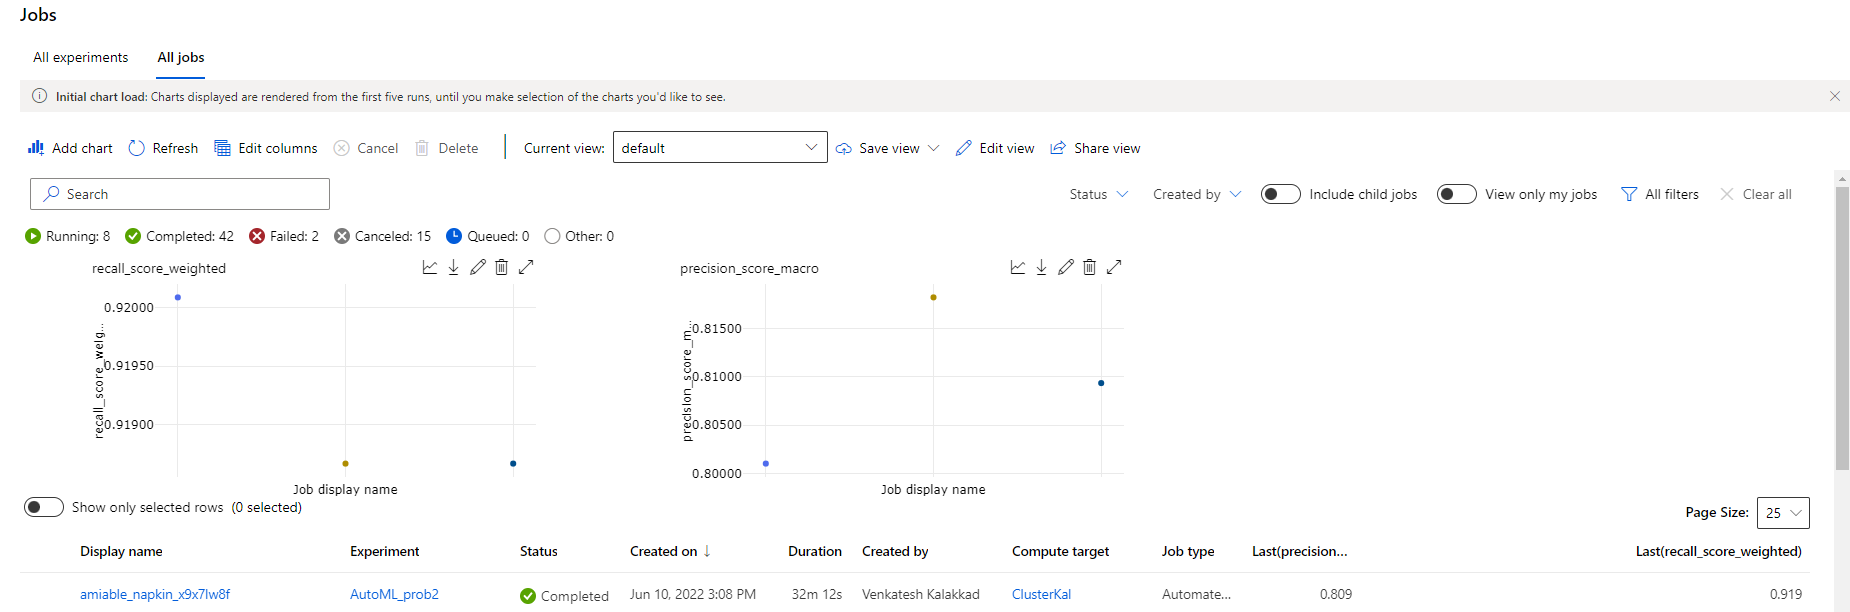 Jobs
All experiments All jobs
Initial chart load: Charts displayed are rendered from the first five runs, until you make selection of the charts you'd like to see.
Add chart Refresh Edit columns Cancel Delete Current view: default Save view Edit view Share view
Search Status Created by Include child jobs View only my jobs All filters Clear all
Running: 8 Completed: 42 Failed: 2 Canceled: 15 Queued: 0 Other: 0
recall_score_weighted
0.92000
0.91950
0.91900
recall_score_weig...
Job display name
precision_score_macro
0.81500
0.81000
0.80500
0.80000
precision_score_m...
Job display name
Show only selected rows (0 selected) Page Size: 25
Display name Experiment Status Created on ↓ Duration Created by Compute target Job type Last(precision... Last(recall_score_weighted)
amiable_napkin_x9x7lw8f AutoML_prob2 Completed Jun 10, 2022 3:08 PM 32m 12s Venkatesh Kalakkad ClusterKal Automate... 0.809 0.919